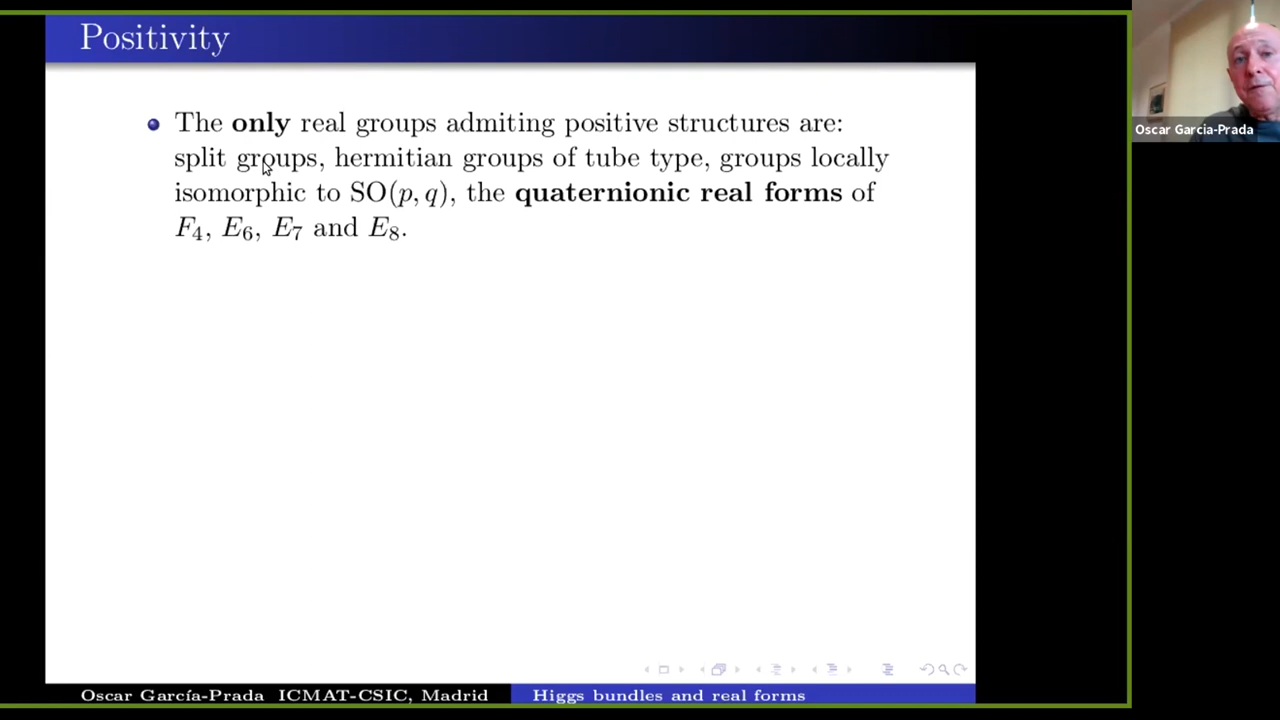 Positivity
The only real groups admiting positive structures are:
split groups, hermitian groups of tube type, groups locally
isomorphic to SO(p, q), the quaternionic real forms of
F₄, E₆, E₇ and E₈.
Oscar García-Prada ICMAT-CSIC, Madrid
Higgs bundles and real forms
Oscar Garcia-Prada